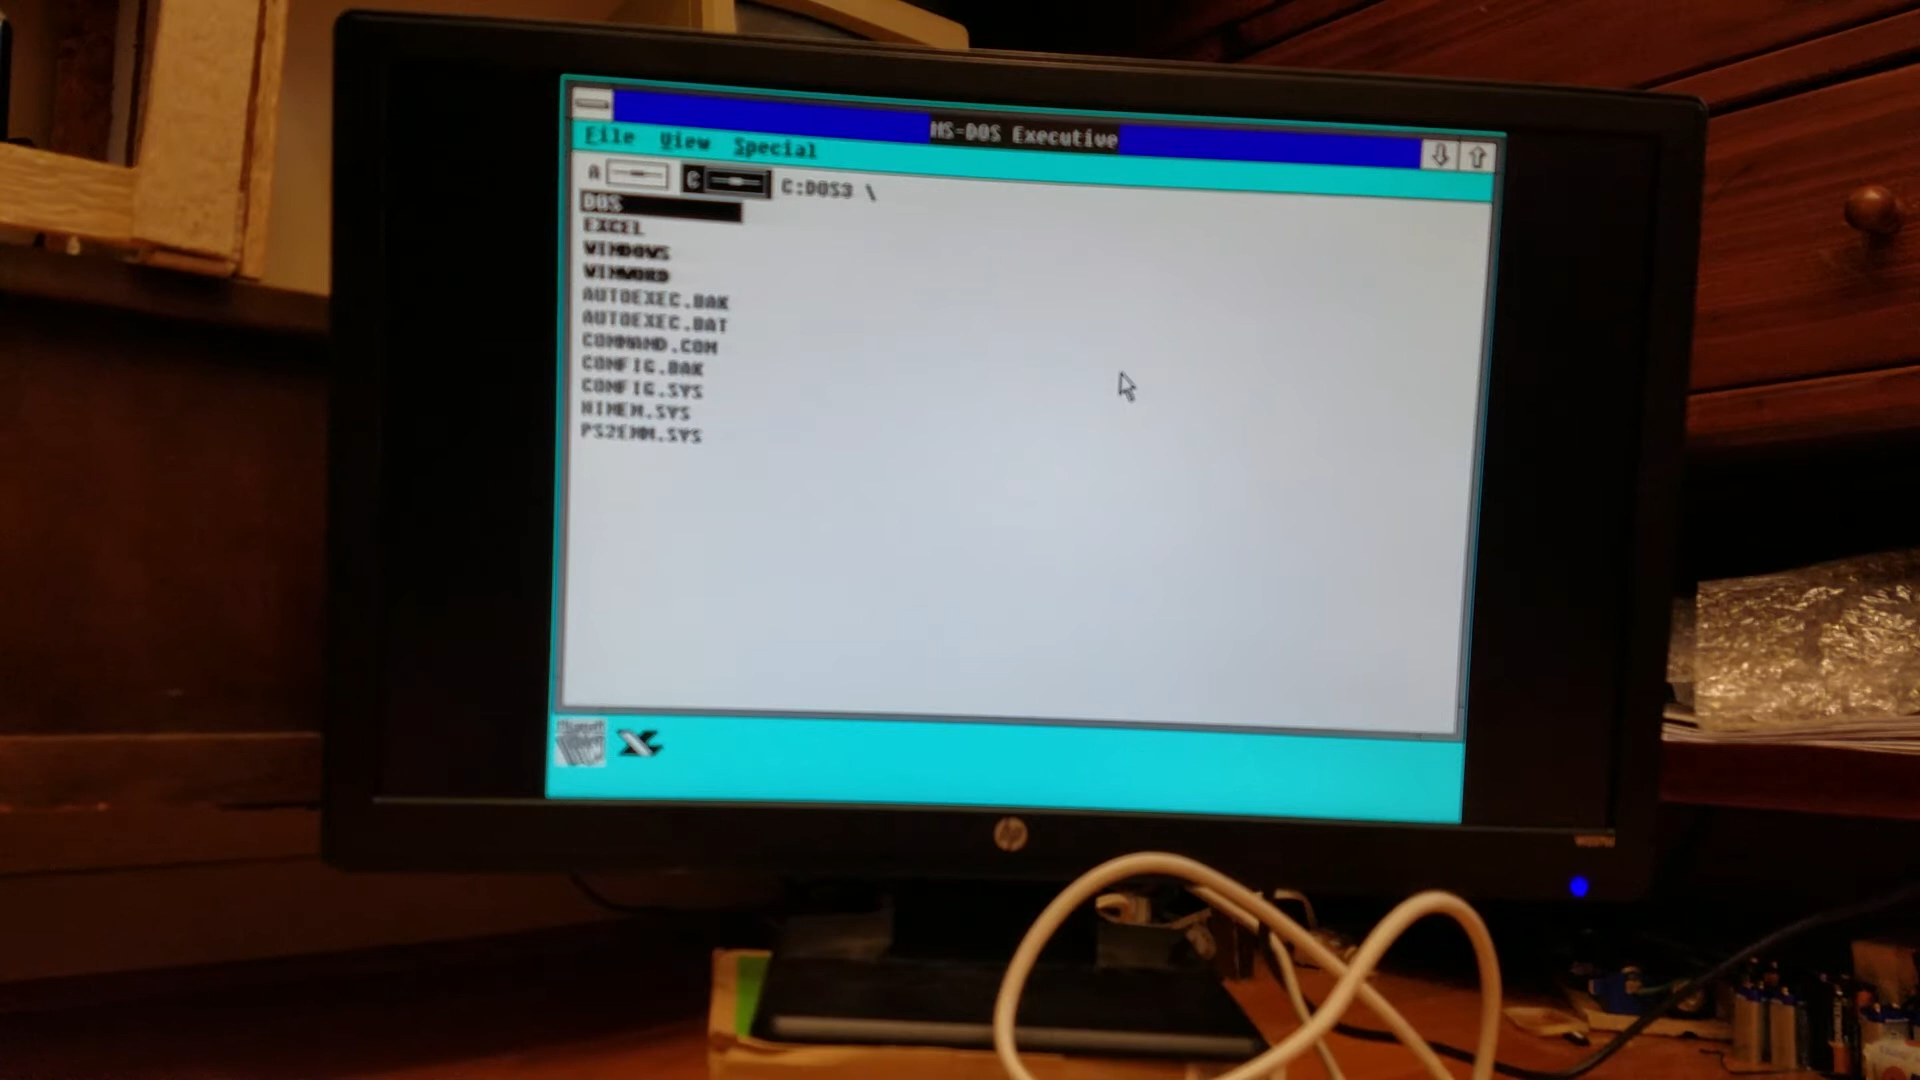 MS-DOS Executive
File View Special
A C C:DOS3 \
DOS
EXCEL
WINDOWS
WINWORD
AUTOEXEC.BAK
AUTOEXEC.BAT
COMMAND.COM
CONFIG.BAK
CONFIG.SYS
HIMEM.SYS
PS2EMM.SYS
Microsoft
hp